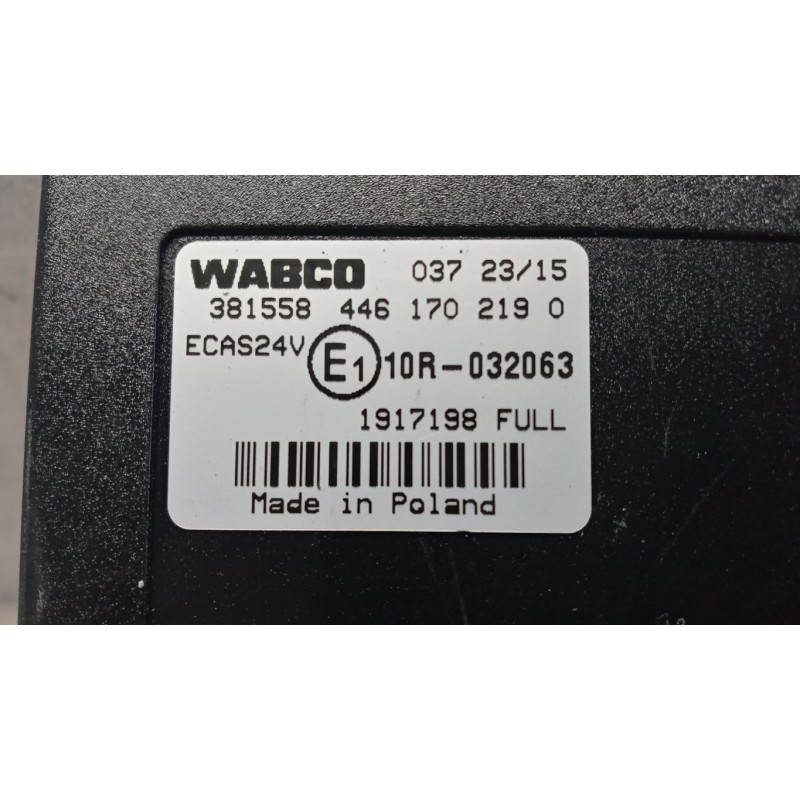 WABCO 037 23/15
381558 446 170 219 0
ECAS24V E1 10R-032063
1917198 FULL
Made in Poland